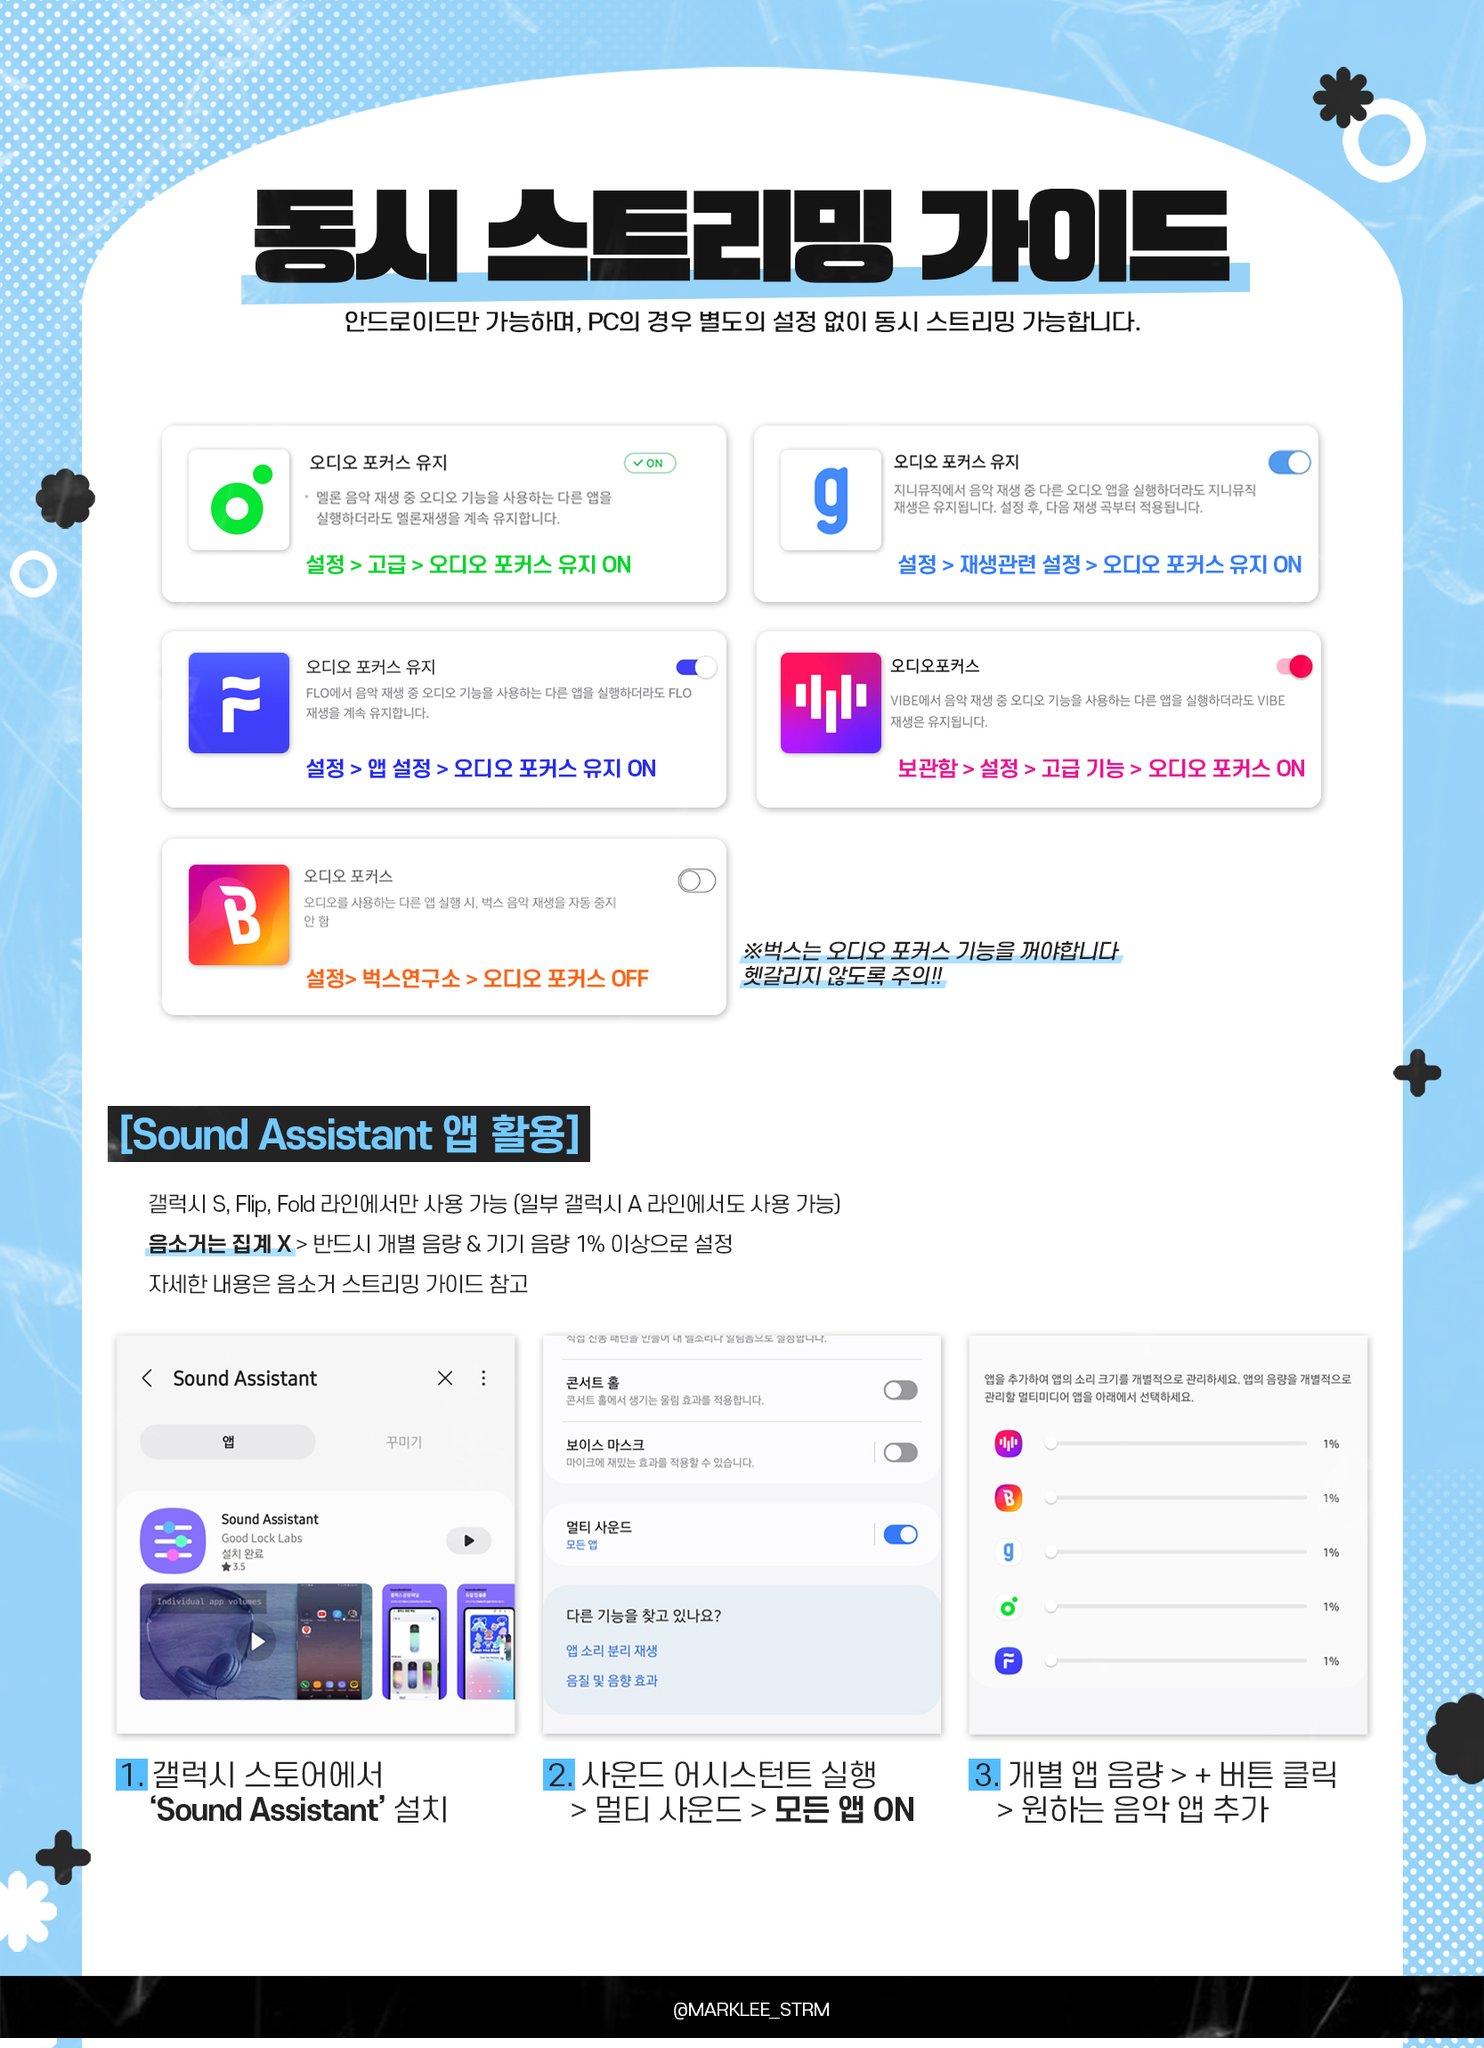 동시 스트리밍 가이드
안드로이드만 가능하며, PC의 경우 별도의 설정 없이 동시 스트리밍 가능합니다.
오디오 포커스 유지
ON
멜론 음악 재생 중 오디오 기능을 사용하는 다른 앱을
실행하더라도 멜론재생을 계속 유지합니다.
설정 > 고급 > 오디오 포커스 유지 ON
g
오디오 포커스 유지
지니뮤직에서 음악 재생 중 다른 오디오 앱을 실행하더라도 지니뮤직
재생은 유지됩니다. 설정 후, 다음 재생 곡부터 적용됩니다.
설정 > 재생관련 설정 > 오디오 포커스 유지 ON
F
오디오 포커스 유지
FLO에서 음악 재생 중 오디오 기능을 사용하는 다른 앱을 실행하더라도 FLO
재생을 계속 유지합니다.
설정 > 앱 설정 > 오디오 포커스 유지 ON
오디오포커스
VIBE에서 음악 재생 중 오디오 기능을 사용하는 다른 앱을 실행하더라도 VIBE
재생은 유지됩니다.
보관함 > 설정 > 고급 기능 > 오디오 포커스 ON
B
오디오 포커스
오디오를 사용하는 다른 앱 실행 시, 벅스 음악 재생을 자동 중지
안 함
설정> 벅스연구소 > 오디오 포커스 OFF
※벅스는 오디오 포커스 기능을 꺼야합니다
헷갈리지 않도록 주의!!
[Sound Assistant 앱 활용]
갤럭시 S, Flip, Fold 라인에서만 사용 가능 (일부 갤럭시 A 라인에서도 사용 가능)
음소거는 집계 X > 반드시 개별 음량 & 기기 음량 1% 이상으로 설정
자세한 내용은 음소거 스트리밍 가이드 참고
Sound Assistant
앱
꾸미기
Sound Assistant
Good Lock Labs
설치 완료
★ 3.5
Individual app volumes
1. 갤럭시 스토어에서
‘Sound Assistant’ 설치
직접 진동 패턴을 만들어 내 벨소리나 알림음으로 설정합니다.
콘서트 홀
콘서트 홀에서 생기는 울림 효과를 적용합니다.
보이스 마스크
마이크에 재밌는 효과를 적용할 수 있습니다.
멀티 사운드
모든 앱
다른 기능을 찾고 있나요?
앱 소리 분리 재생
음질 및 음향 효과
2. 사운드 어시스턴트 실행
> 멀티 사운드 > 모든 앱 ON
앱을 추가하여 앱의 소리 크기를 개별적으로 관리하세요. 앱의 음량을 개별적으로
관리할 멀티미디어 앱을 아래에서 선택하세요.
1%
B 1%
g 1%
1%
F 1%
3. 개별 앱 음량 > + 버튼 클릭
> 원하는 음악 앱 추가
@MARKLEE_STRM